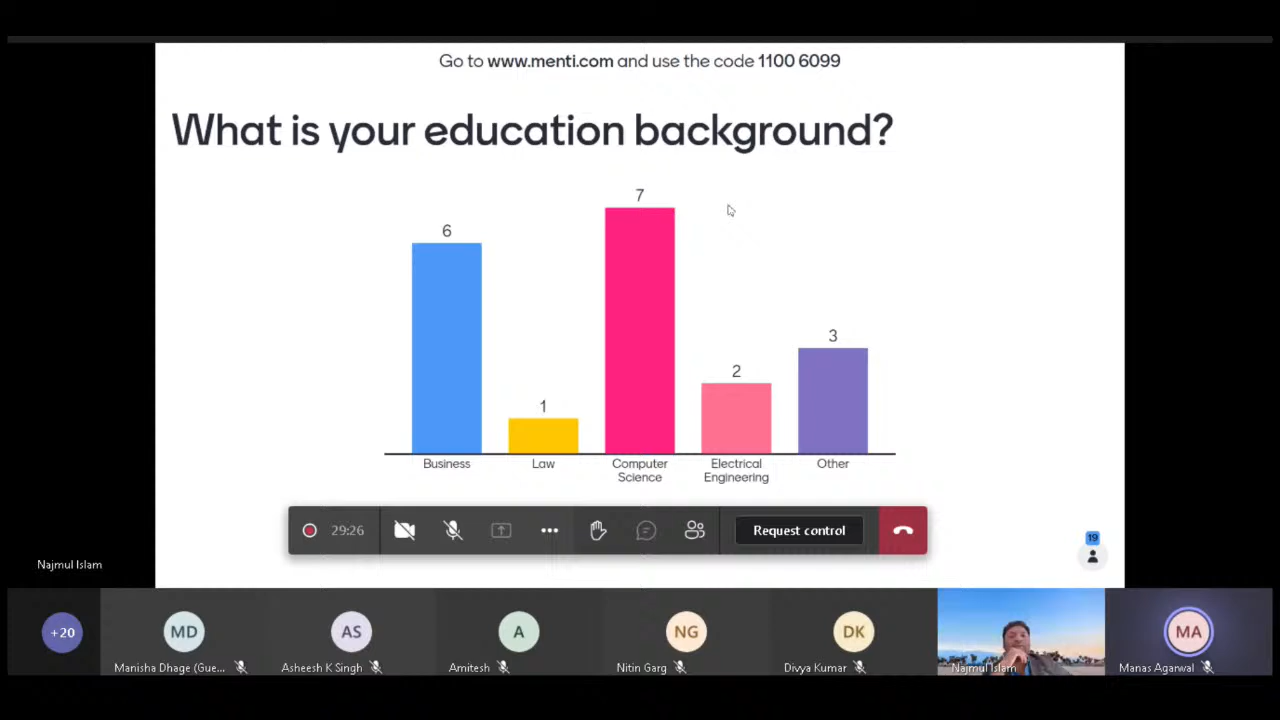 Go to www.menti.com and use the code 1100 6099
What is your education background?
7
6
3
2
1
Business
Law
Computer Science
Electrical Engineering
Other
29:26
Request control
19
Najmul Islam
+20
MD
AS
A
NG
DK
MA
Manisha Dhage (Gue...
Asheesh K Singh
Amitesh
Nitin Garg
Divya Kumar
Najmul Islam
Manas Agarwal